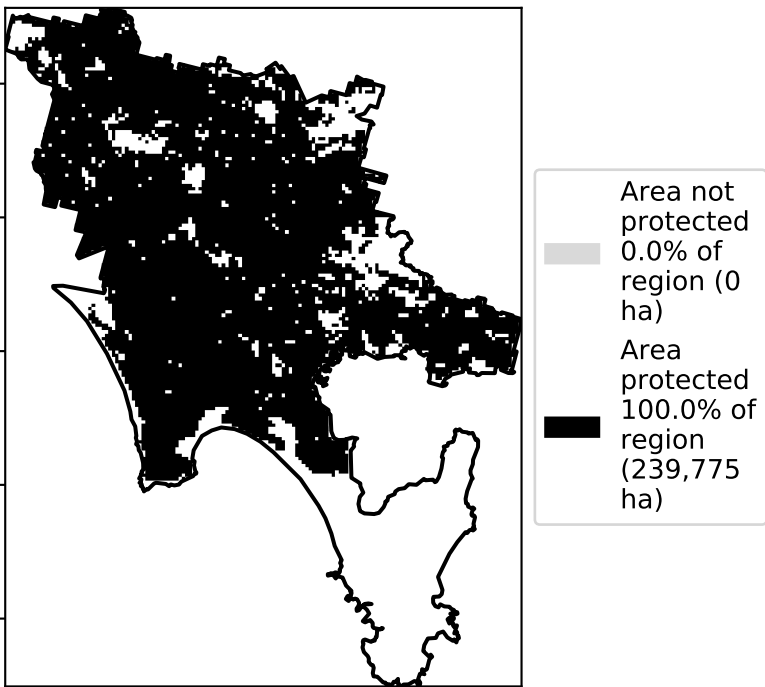 Area not
protected
0.0% of
region (0
ha)
Area
protected
100.0% of
region
(239,775
ha)